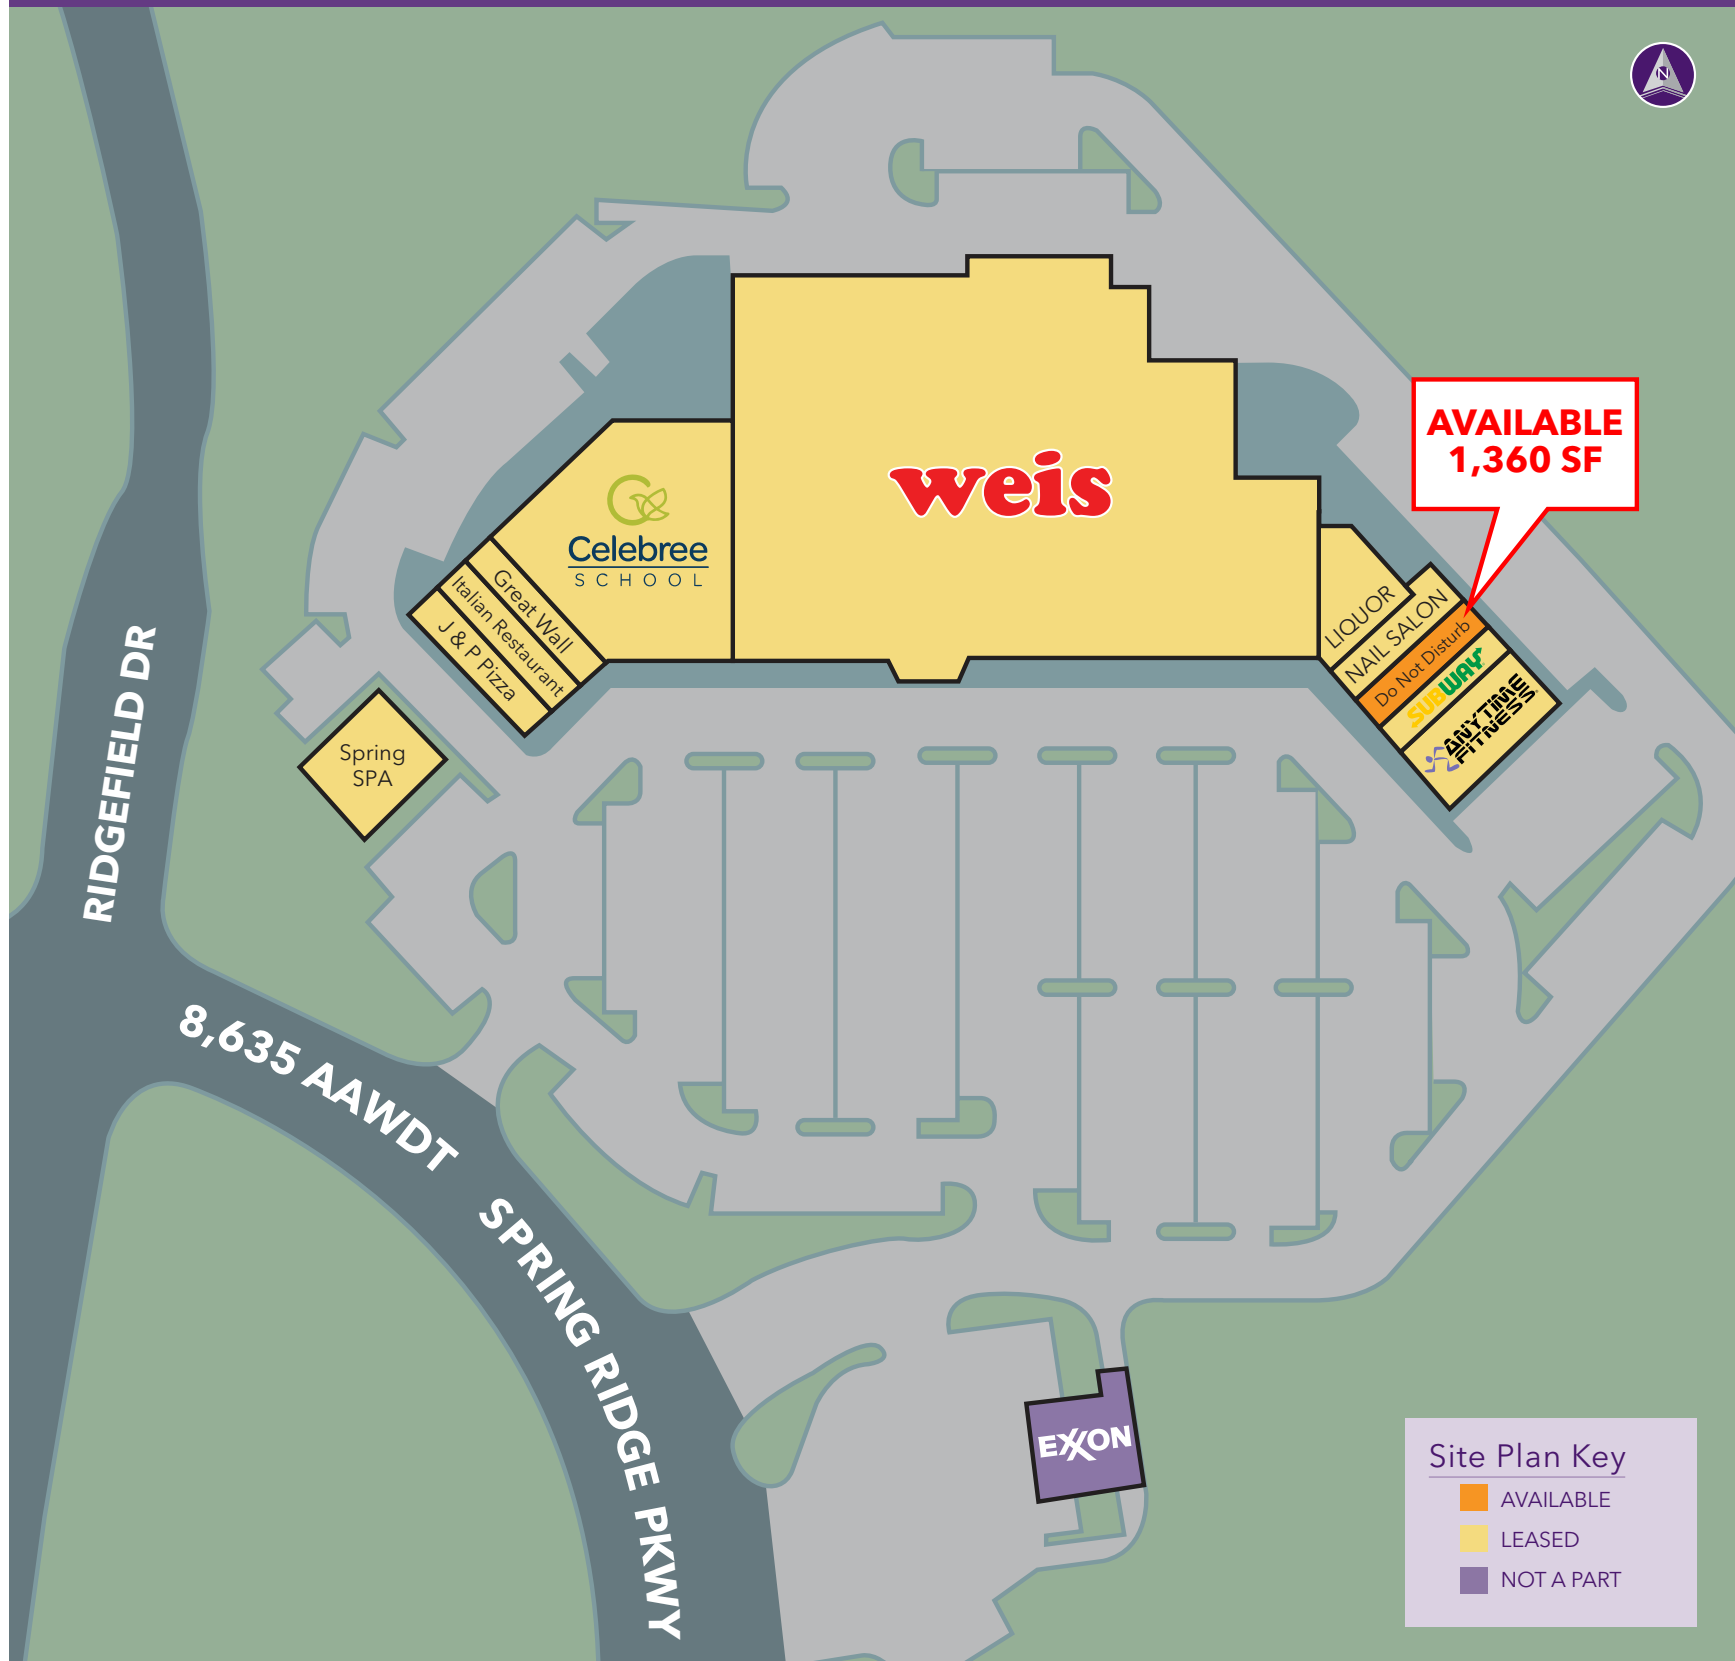 N
AVAILABLE
1,360 SF
weis
Celebree
SCHOOL
Great Wall
Italian Restaurant
J & P Pizza
Spring
SPA
LIQUOR
NAIL SALON
Do Not Disturb
SUBWAY
ANYTIME
FITNESS
RIDGEFIELD DR
8,635 AAWDT
SPRING RIDGE PKWY
EXXON
Site Plan Key
AVAILABLE
LEASED
NOT A PART